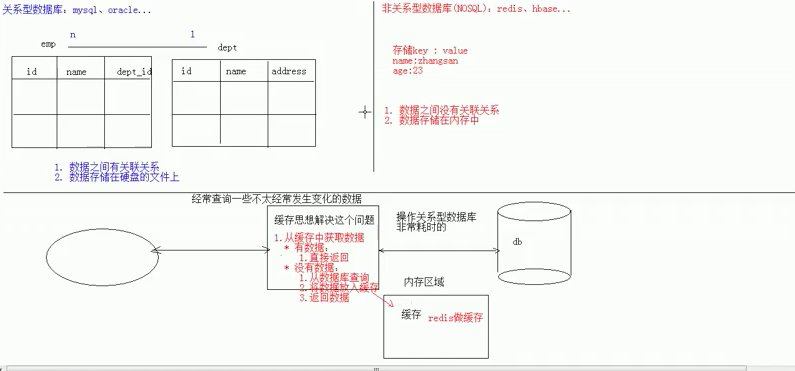 关系型数据库：mysql、oracle...
n
1
emp
dept
id
name
dept_id
id
name
address
1. 数据之间有关联关系
2. 数据存储在硬盘的文件上
非关系型数据库(NOSQL)：redis、hbase...
存储key : value
name:zhangsan
age:23
1. 数据之间没有关联关系
2. 数据存储在内存中
经常查询一些不太经常发生变化的数据
缓存思想解决这个问题
1.从缓存中获取数据
* 有数据：
1.直接返回
* 没有数据：
1.从数据库查询
2.将数据放入缓存
3.返回数据
操作关系型数据库
非常耗时的
db
内存区域
缓存
redis做缓存